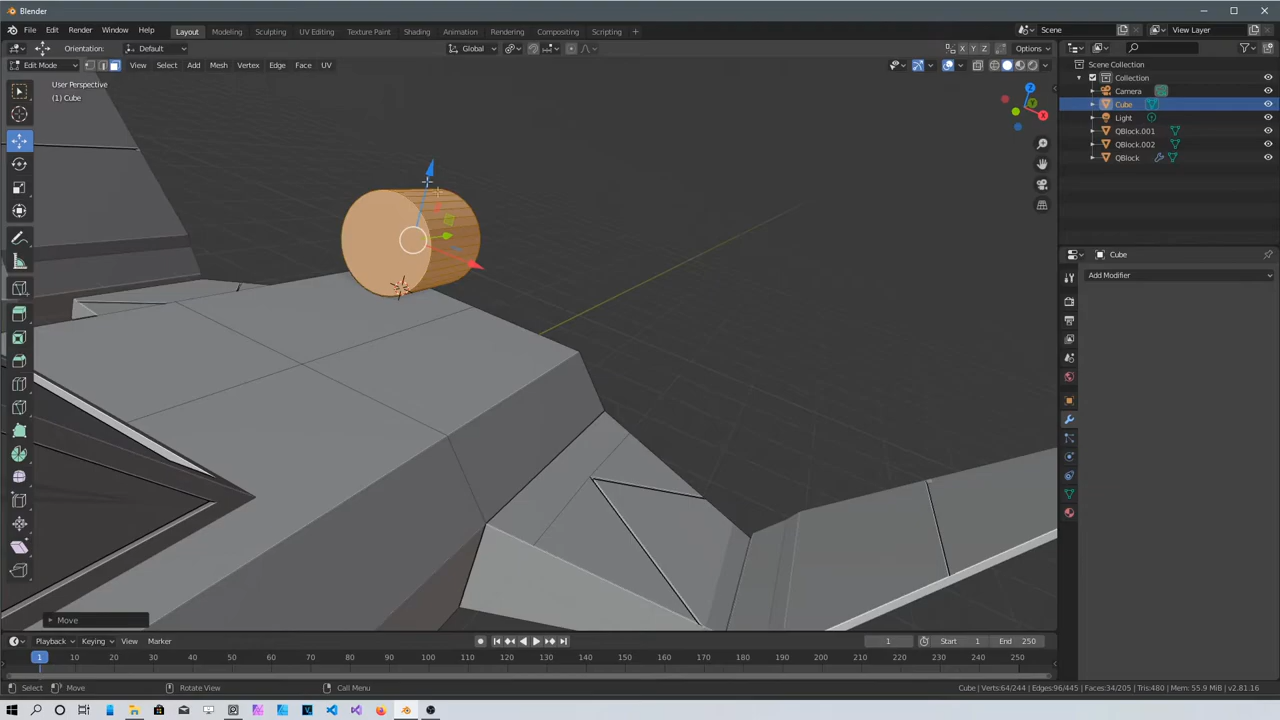 Blender
File Edit Render Window Help Layout Modeling Sculpting UV Editing Texture Paint Shading Animation Rendering Compositing Scripting + Scene View Layer
Orientation: Default Global X Y Z Options
Edit Mode View Select Add Mesh Vertex Edge Face UV
User Perspective
(1) Cube
Z
Y
X
Scene Collection
Collection
Camera
Cube
Light
QBlock.001
QBlock.002
QBlock
Cube
Add Modifier
Move
Playback Keying View Marker 1 Start 1 End 250
1 10 20 30 40 50 60 70 80 90 100 110 120 130 140 150 160 170 180 190 200 210 220 230 240 250
Select Move Rotate View Call Menu Cube | Verts:64/244 | Edges:96/445 | Faces:34/205 | Tris:480 | Mem: 55.9 MiB | v2.81.16